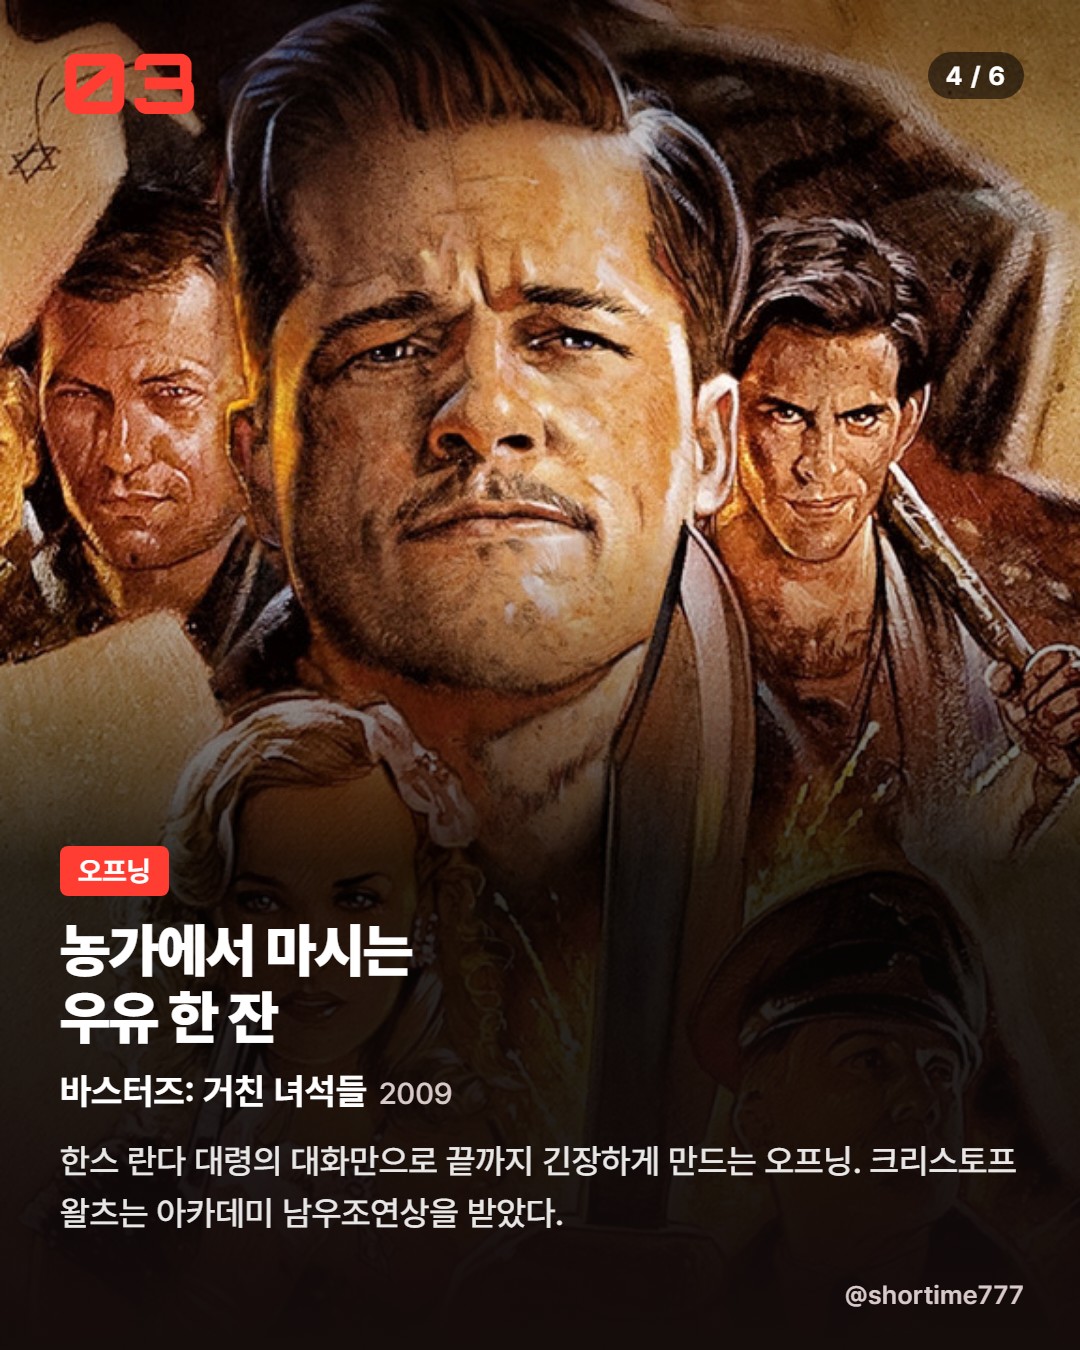 03
4 / 6
오프닝
농가에서 마시는
우유 한 잔
바스터즈: 거친 녀석들 2009
한스 란다 대령의 대화만으로 끝까지 긴장하게 만드는 오프닝. 크리스토프
왈츠는 아카데미 남우조연상을 받았다.
@shortime777